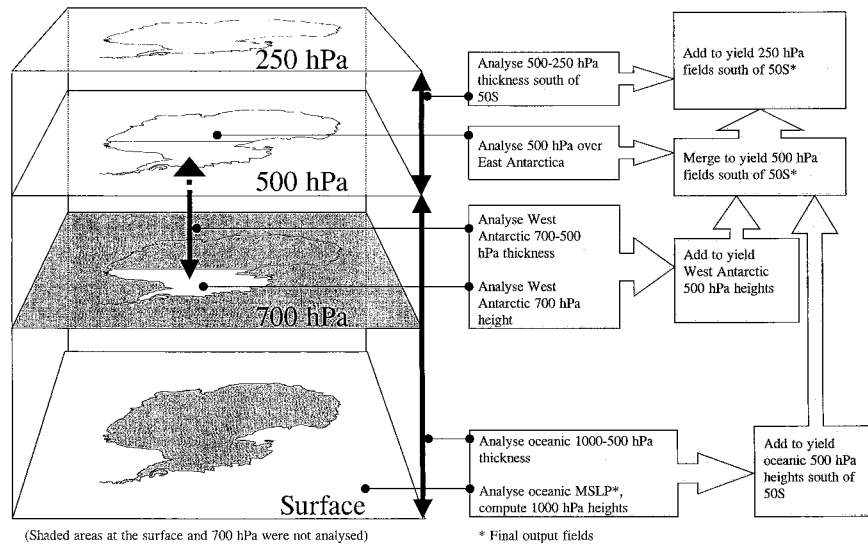 250 hPa
500 hPa
700 hPa
Surface
(Shaded areas at the surface and 700 hPa were not analysed)
Analyse 500-250 hPa
thickness south of
50S
Add to yield 250 hPa
fields south of 50S*
Analyse 500 hPa over
East Antarctica
Merge to yield 500 hPa
fields south of 50S*
Analyse West
Antarctic 700-500
hPa thickness
Analyse West
Antarctic 700 hPa
height
Add to yield
West Antarctic
500 hPa heights
Analyse oceanic 1000-500 hPa
thickness
Analyse oceanic MSLP*,
compute 1000 hPa heights
Add to yield
oceanic 500 hPa
heights south of
50S
* Final output fields